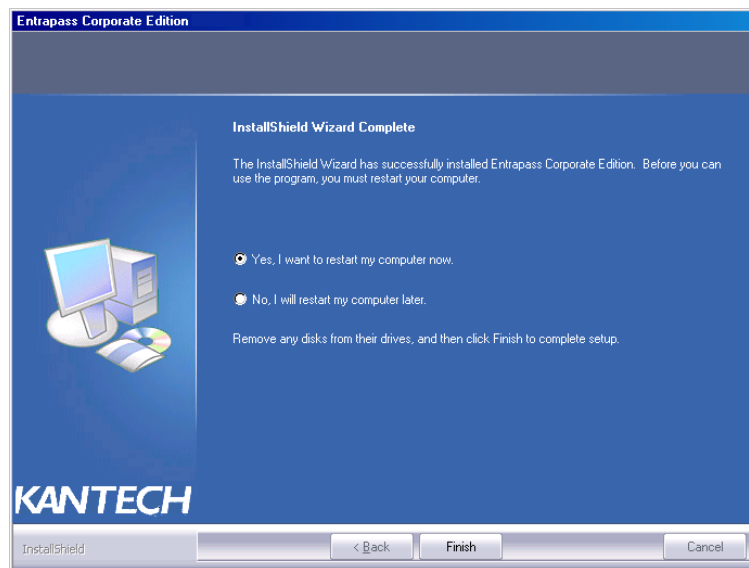 Entrapass Corporate Edition
InstallShield Wizard Complete
The InstallShield Wizard has successfully installed Entrapass Corporate Edition.  Before you can
use the program, you must restart your computer.
Yes, I want to restart my computer now.
No, I will restart my computer later.
Remove any disks from their drives, and then click Finish to complete setup.
KANTECH
InstallShield
< Back Finish Cancel